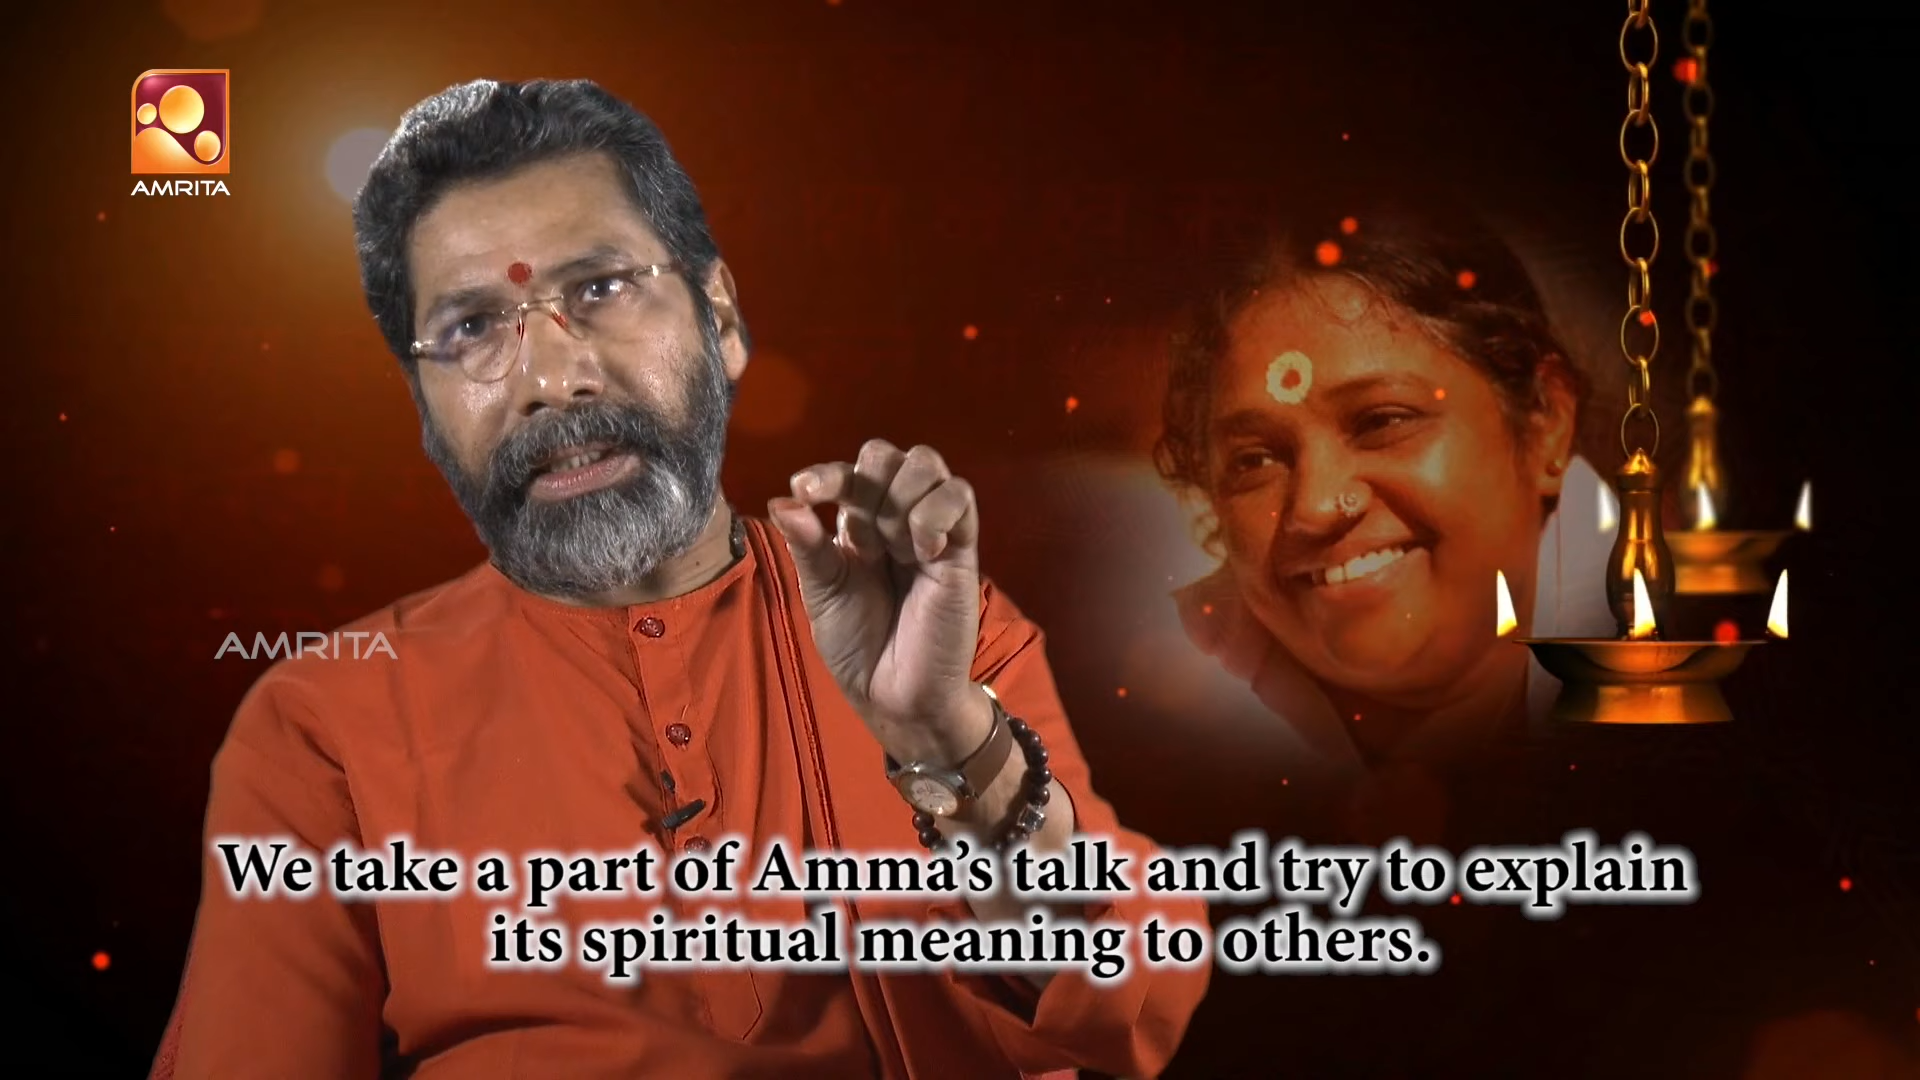 AMRITA
AMRITA
We take a part of Amma's talk and try to explain
its spiritual meaning to others.